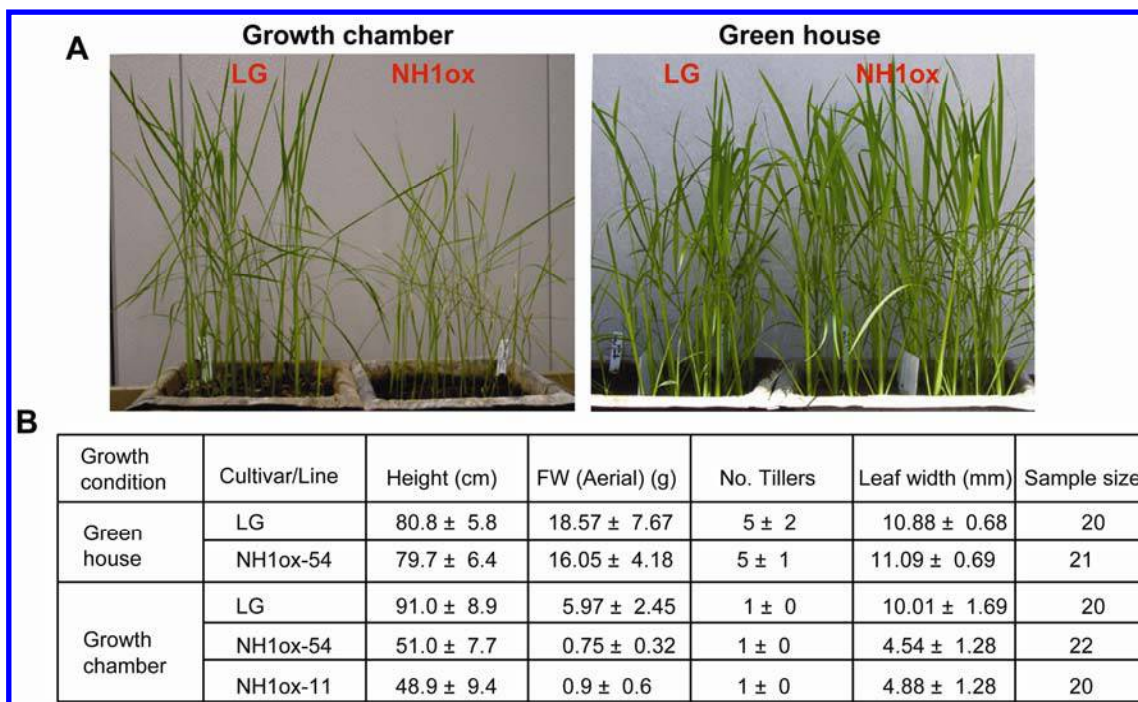 A
Growth chamber
Green house
LG
NH1ox
LG
NH1ox
B
Growth condition Cultivar/Line Height (cm) FW (Aerial) (g) No. Tillers Leaf width (mm) Sample size
Green house LG 80.8 ± 5.8 18.57 ± 7.67 5 ± 2 10.88 ± 0.68 20
NH1ox-54 79.7 ± 6.4 16.05 ± 4.18 5 ± 1 11.09 ± 0.69 21
Growth chamber LG 91.0 ± 8.9 5.97 ± 2.45 1 ± 0 10.01 ± 1.69 20
NH1ox-54 51.0 ± 7.7 0.75 ± 0.32 1 ± 0 4.54 ± 1.28 22
NH1ox-11 48.9 ± 9.4 0.9 ± 0.6 1 ± 0 4.88 ± 1.28 20